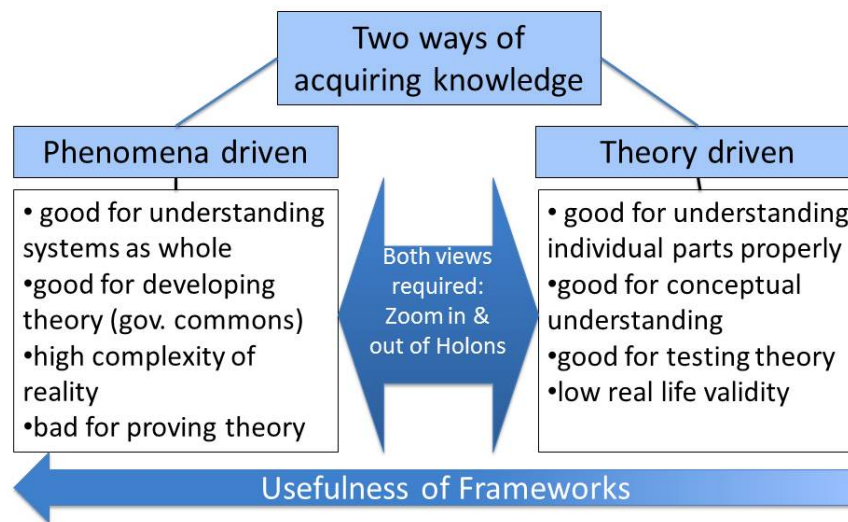 Two ways of
acquiring knowledge
Phenomena driven
• good for understanding
systems as whole
•good for developing
theory (gov. commons)
•high complexity of
reality
•bad for proving theory
Both views
required:
Zoom in &
out of Holons
Theory driven
• good for understanding
individual parts properly
•good for conceptual
understanding
•good for testing theory
•low real life validity
Usefulness of Frameworks